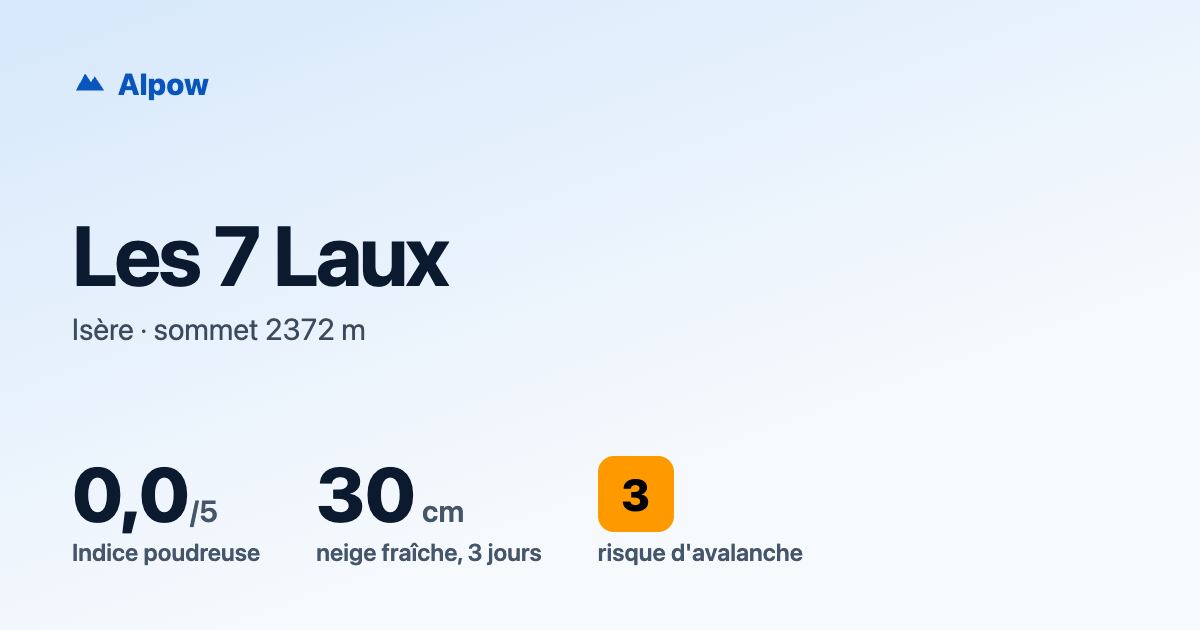 Alpow
Les 7 Laux
Isère · sommet 2372 m
0,0/5
Indice poudreuse
30 cm
neige fraîche, 3 jours
3
risque d'avalanche